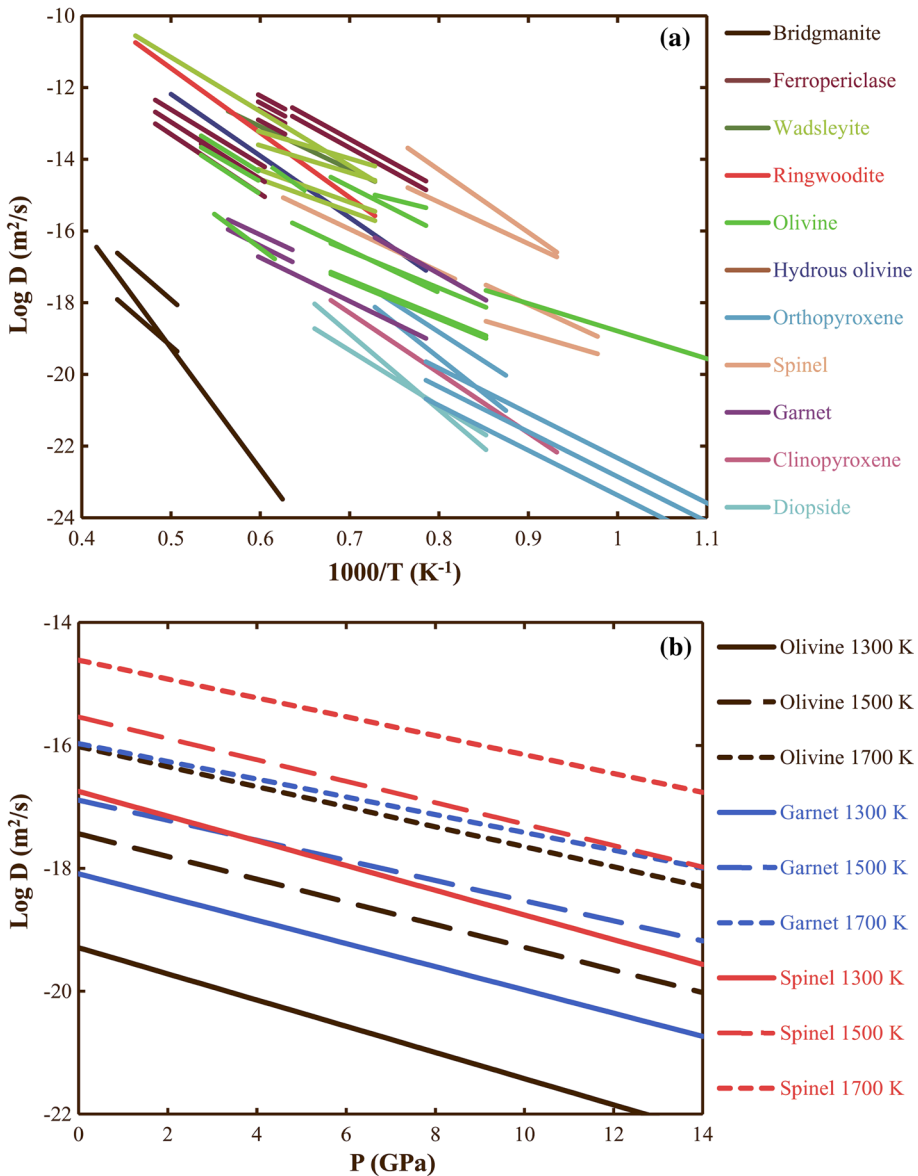 (a)
-10
-12
-14
-16
-18
-20
-22
-24
Log D (m²/s)
0.4 0.5 0.6 0.7 0.8 0.9 1 1.1
1000/T (K⁻¹)
Bridgmanite
Ferropericlase
Wadsleyite
Ringwoodite
Olivine
Hydrous olivine
Orthopyroxene
Spinel
Garnet
Clinopyroxene
Diopside
(b)
-14
-16
-18
-20
-22
Log D (m²/s)
0 2 4 6 8 10 12 14
P (GPa)
Olivine 1300 K
Olivine 1500 K
Olivine 1700 K
Garnet 1300 K
Garnet 1500 K
Garnet 1700 K
Spinel 1300 K
Spinel 1500 K
Spinel 1700 K